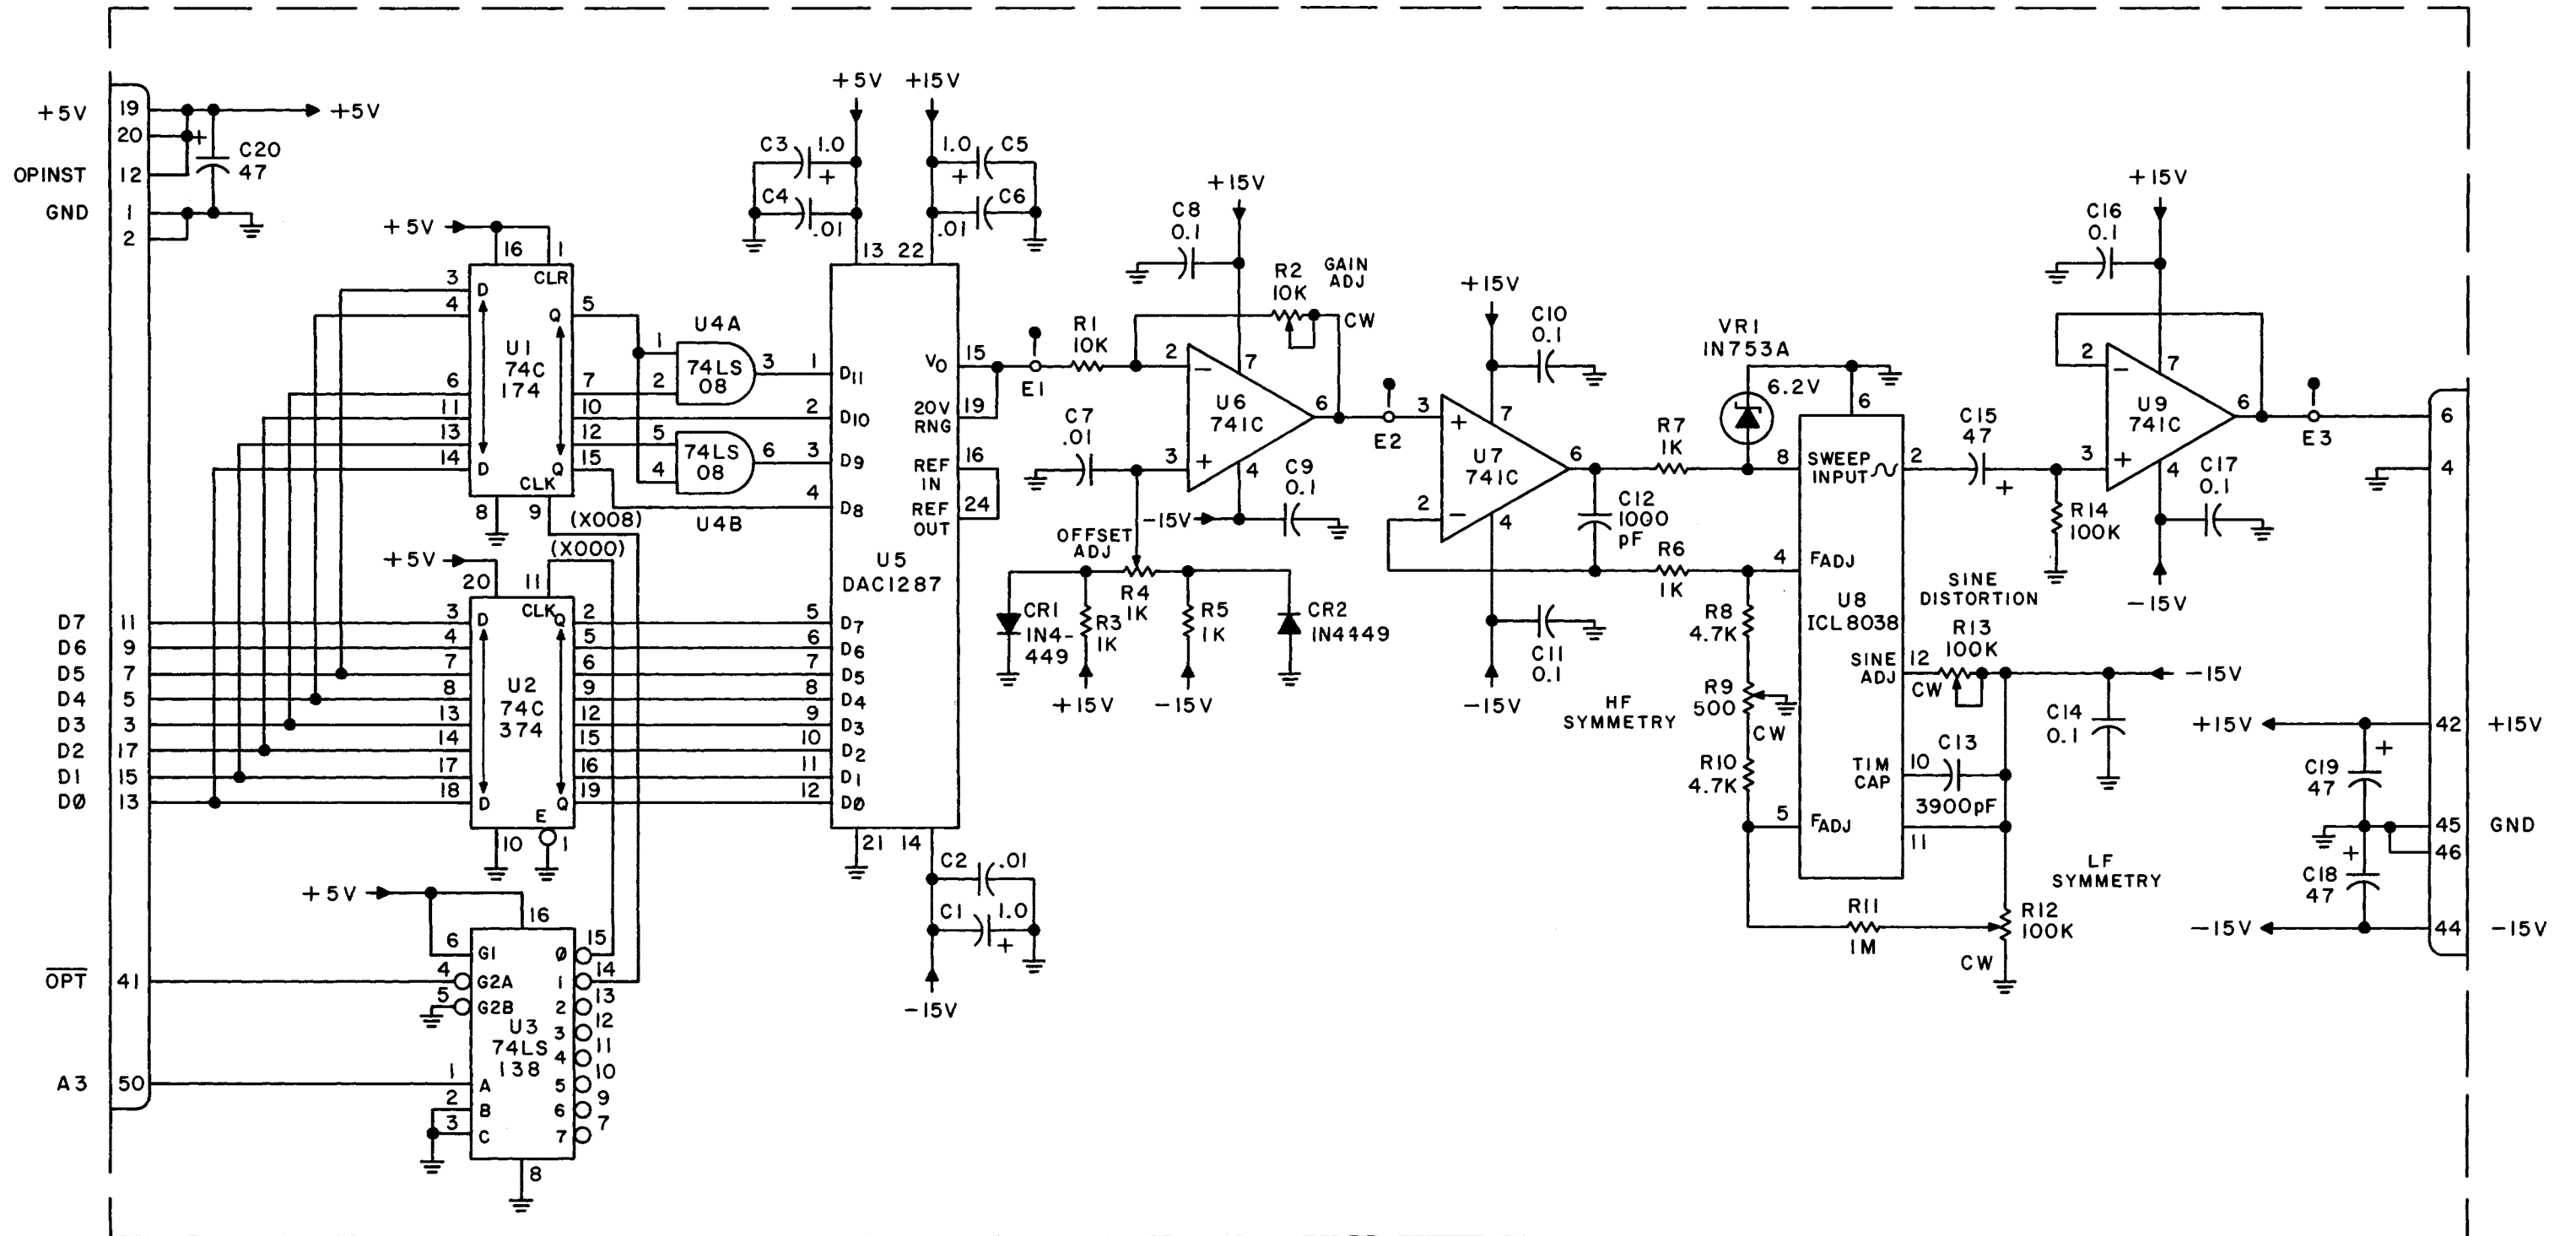 +5V 19 +5V
20 +
C20
47
OPINST 12
GND 1
2
+5V
16 1
CLR
3 D
4
6
11
13
14 D
U1
74C
174
Q 5
7
10
12
Q 15
CLK
8 9 (X008)
(X000)
+5V
20 11
CLK
U4A
1
2
74LS
08
3
5
4
74LS
08
6
U4B
D7 11 3 D Q 2 5 D7
D6 9 4 5 6 D6
D5 7 7 6 7 D5
D4 5 8 9 8 D4
D3 3 13 12 9 D3
D2 17 14 15 10 D2
D1 15 17 16 11 D1
DØ 13 18 D Q 19 12 DØ
U2
74C
374
E
10 1
+5V
16
6 G1
OPT 41 4 G2A
5 G2B
U3
74LS
138
A3 50 1 A
2 B
3 C
Ø 15
1 14
2 13
3 12
4 11
5 10
6 9
7 7
8
+5V +15V
C3 1.0
+
C4
.01
1.0 C5
+
C6
.01
13 22
1 D11
2 D10
3 D9
4 D8
VO 15
20V
RNG 19
REF
IN 16
REF
OUT 24
U5
DAC1287
21 14
C2 .01
C1 1.0
+
-15V
E1
R1
10K
C8
0.1
+15V
R2
10K
GAIN
ADJ
CW
2 -
7
U6
741C
6
3 +
4
C7
.01
C9
0.1
-15V
OFFSET
ADJ
R4
1K
CR1
1N4-
449
R3
1K
R5
1K
CR2
1N4449
+15V -15V
E2
+15V
C10
0.1
3 +
7
U7
741C
6
2 -
4
C11
0.1
-15V
C12
1000
pF
R7
1K
R6
1K
VR1
1N753A
6.2V
6
8 SWEEP
INPUT
2
4 FADJ
U8
ICL8038
SINE
ADJ 12
TIM
CAP 10
5 FADJ
11
R8
4.7K
R9
500
CW
R10
4.7K
HF
SYMMETRY
R11
1M
C15
47
+
R14
100K
SINE
DISTORTION
R13
100K
CW
-15V
C14
0.1
C13
3900pF
LF
SYMMETRY
R12
100K
CW
+15V
C16
0.1
2 -
7
U9
741C
6
3 +
4
C17
0.1
-15V
E3
6
4
+15V 42 +15V
+
C19
47
45 GND
46
+
C18
47
-15V 44 -15V